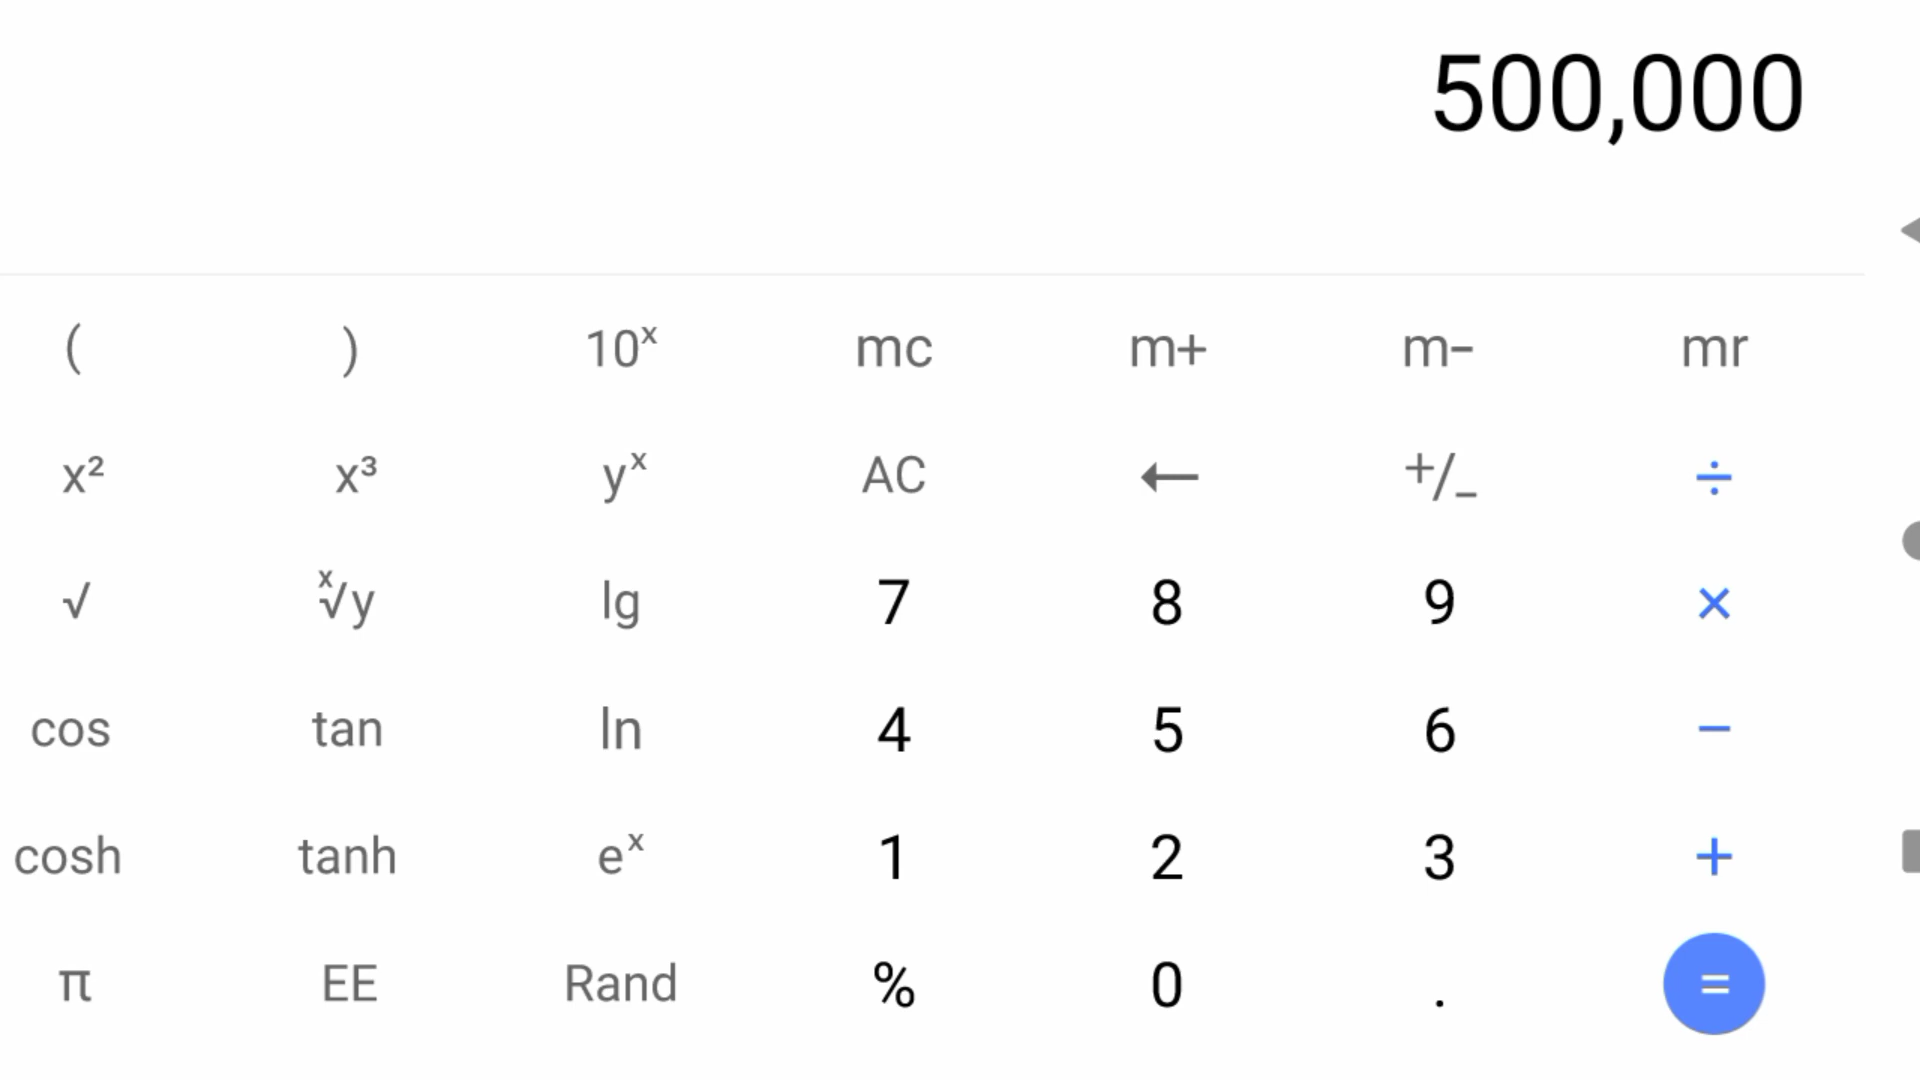 500,000
( ) 10ˣ mc m+ m- mr
x² x³ yˣ AC ← +/- ÷
√ ˣ√y lg 7 8 9 ×
cos tan ln 4 5 6 −
cosh tanh eˣ 1 2 3 +
π EE Rand % 0 . =